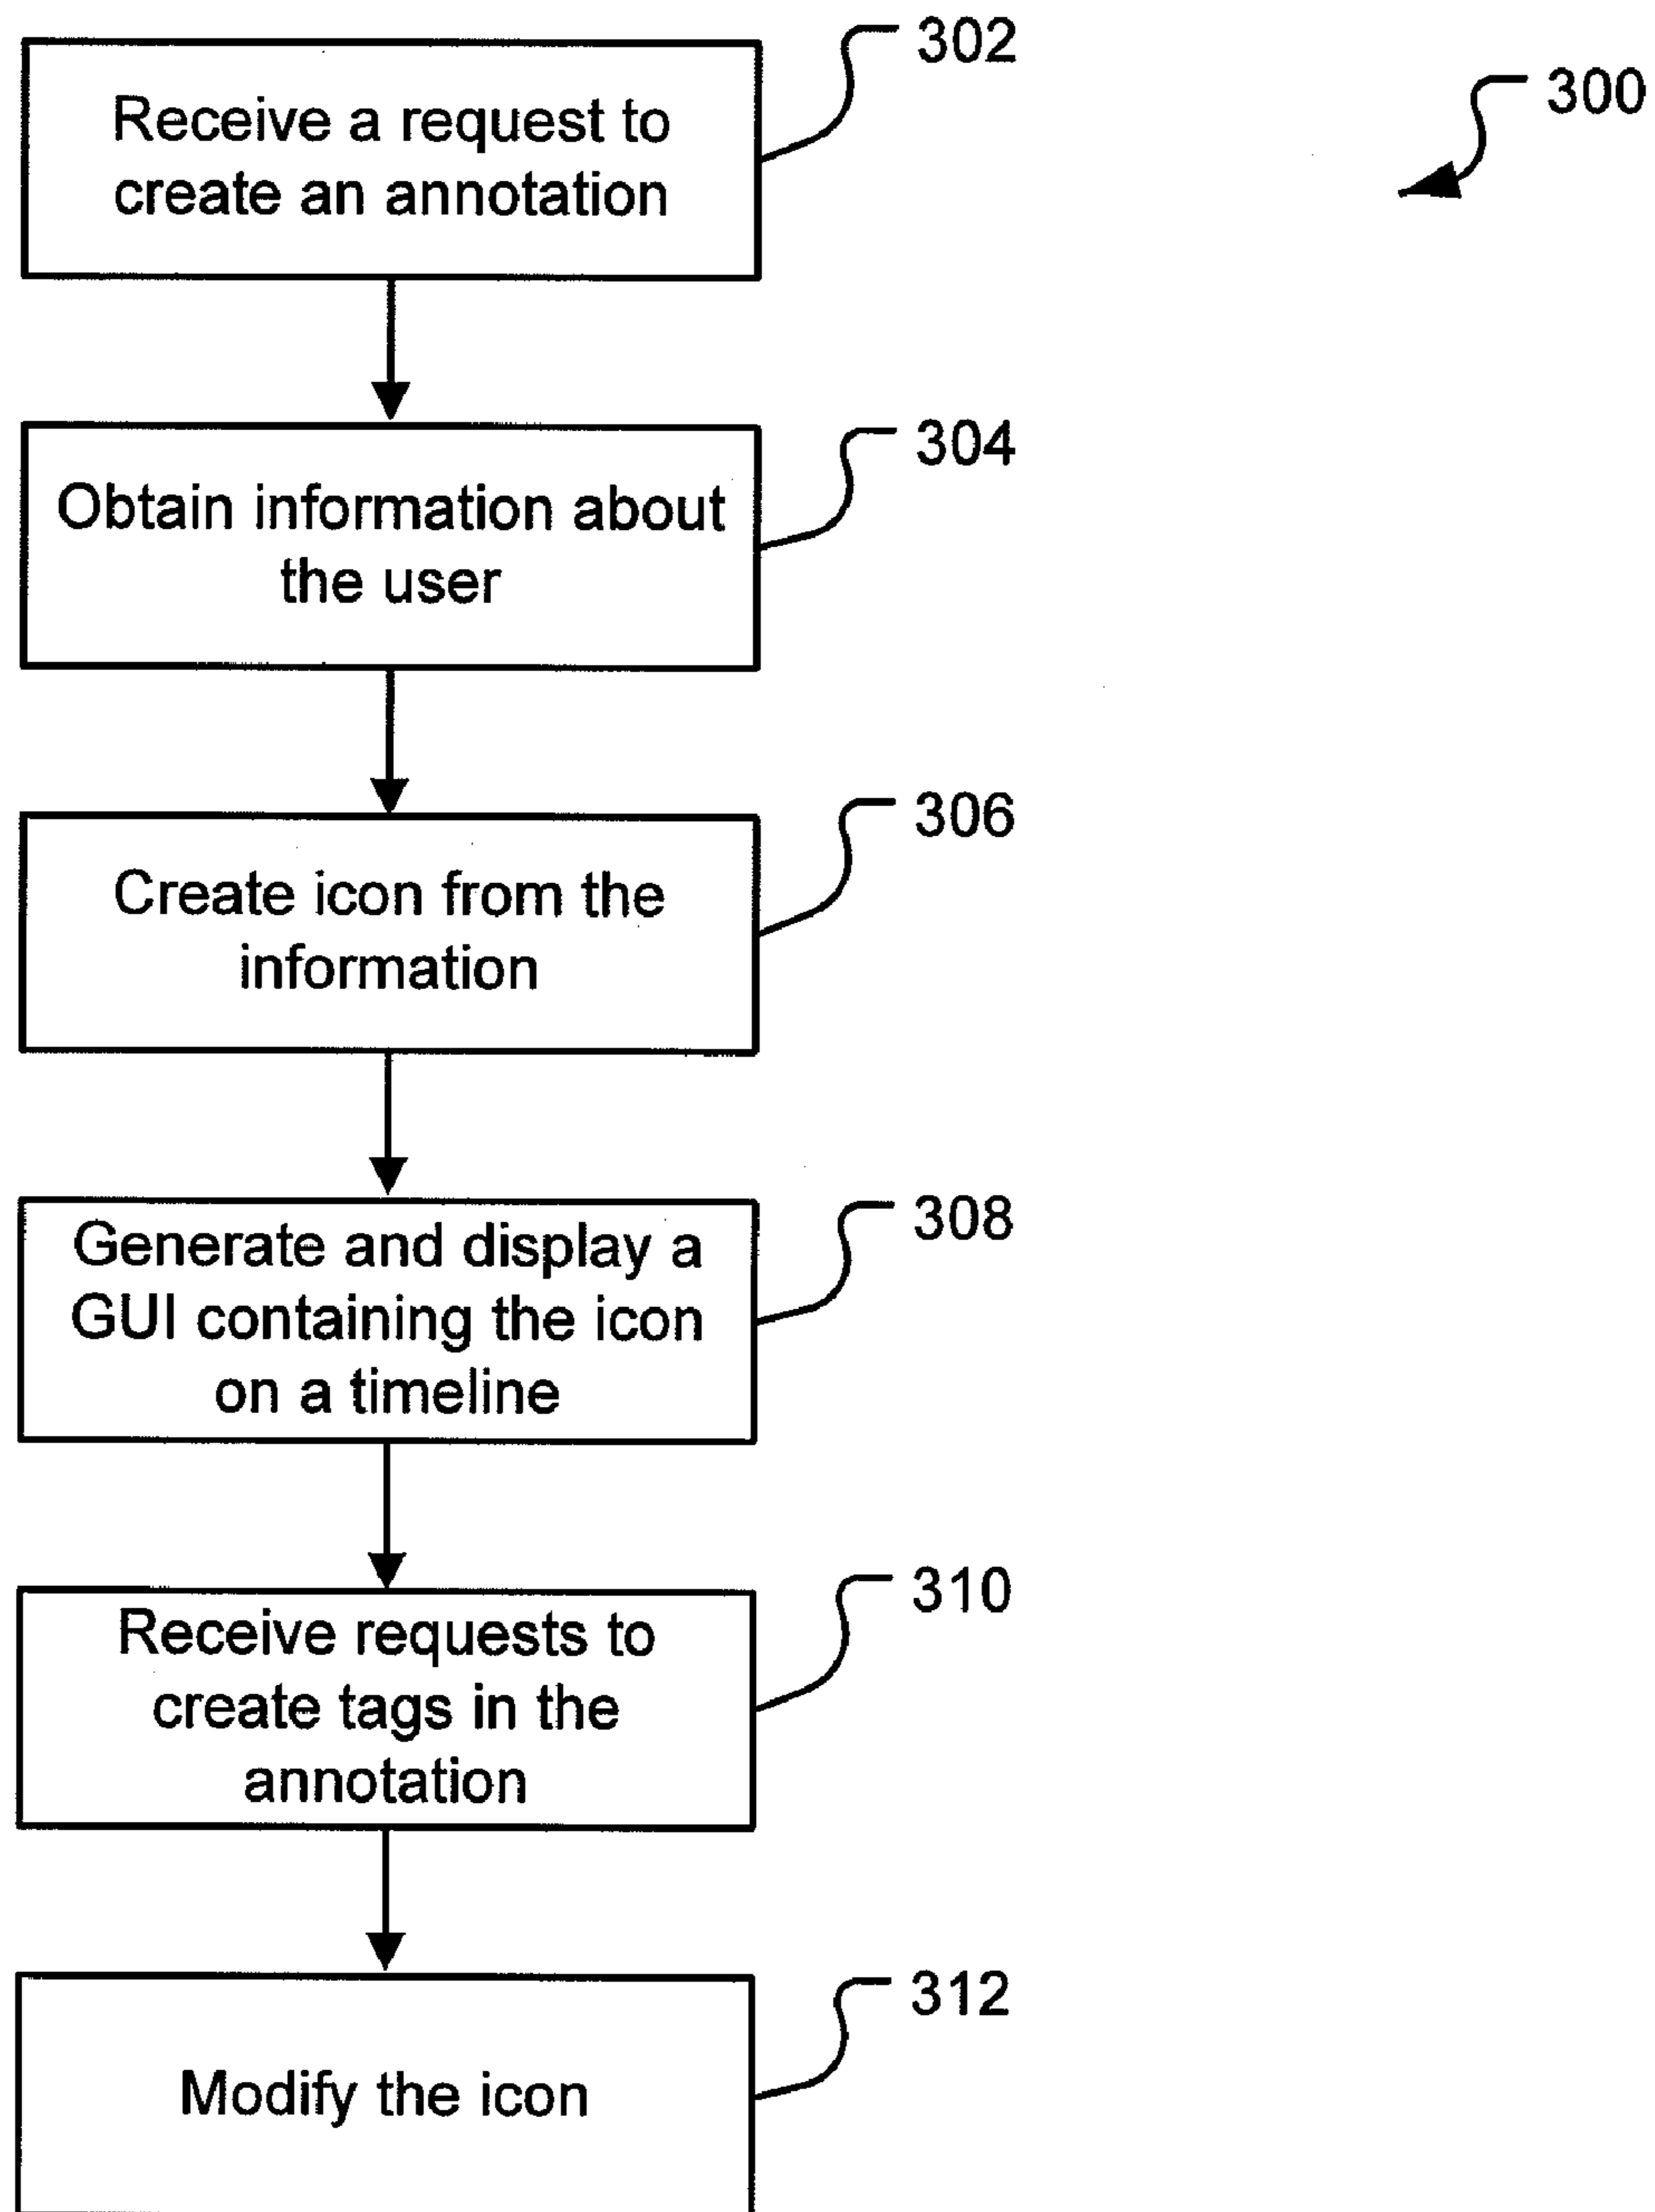 302
300
Receive a request to
create an annotation
304
Obtain information about
the user
306
Create icon from the
information
308
Generate and display a
GUI containing the icon
on a timeline
310
Receive requests to
create tags in the
annotation
312
Modify the icon